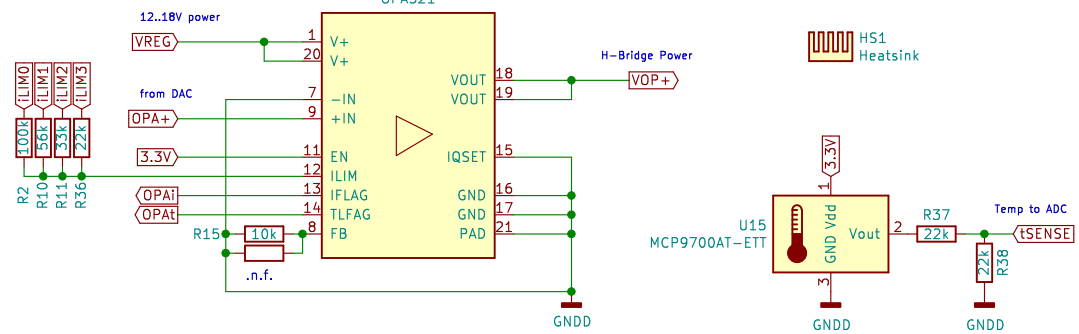 12..18V power
VREG
1
V+
20
V+
VOUT
18
VOUT
19
H-Bridge Power
VOP+
HS1
Heatsink
iLIM0
iLIM1
iLIM2
iLIM3
from DAC
7
-IN
OPA+
9
+IN
100k
56k
33k
22k
3.3V
11
EN
IQSET
15
12
ILIM
R2
R10
R11
R36
OPAi
13
IFLAG
GND
16
OPAt
14
TLFAG
GND
17
R15
10k
8
FB
PAD
21
.n.f.
GNDD
3.3V
1
U15
MCP9700AT-ETT
GND
Vdd
Vout
2
R37
22k
Temp to ADC
tSENSE
22k
R38
3
GNDD
GNDD